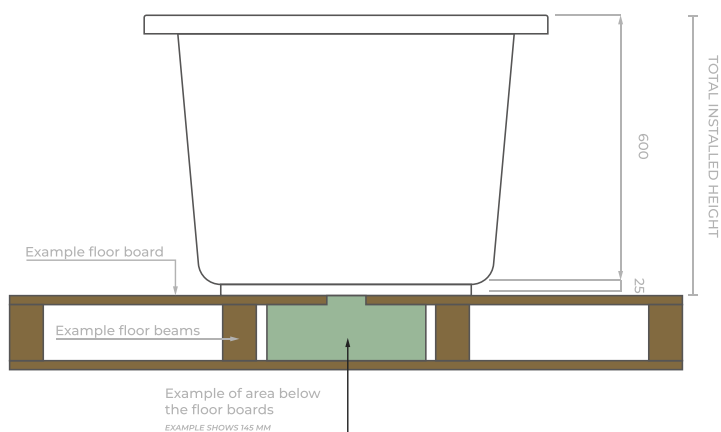 600
TOTAL INSTALLED HEIGHT
Example floor board
25
Example floor beams
Example of area below
the floor boards
EXAMPLE SHOWS 145 MM